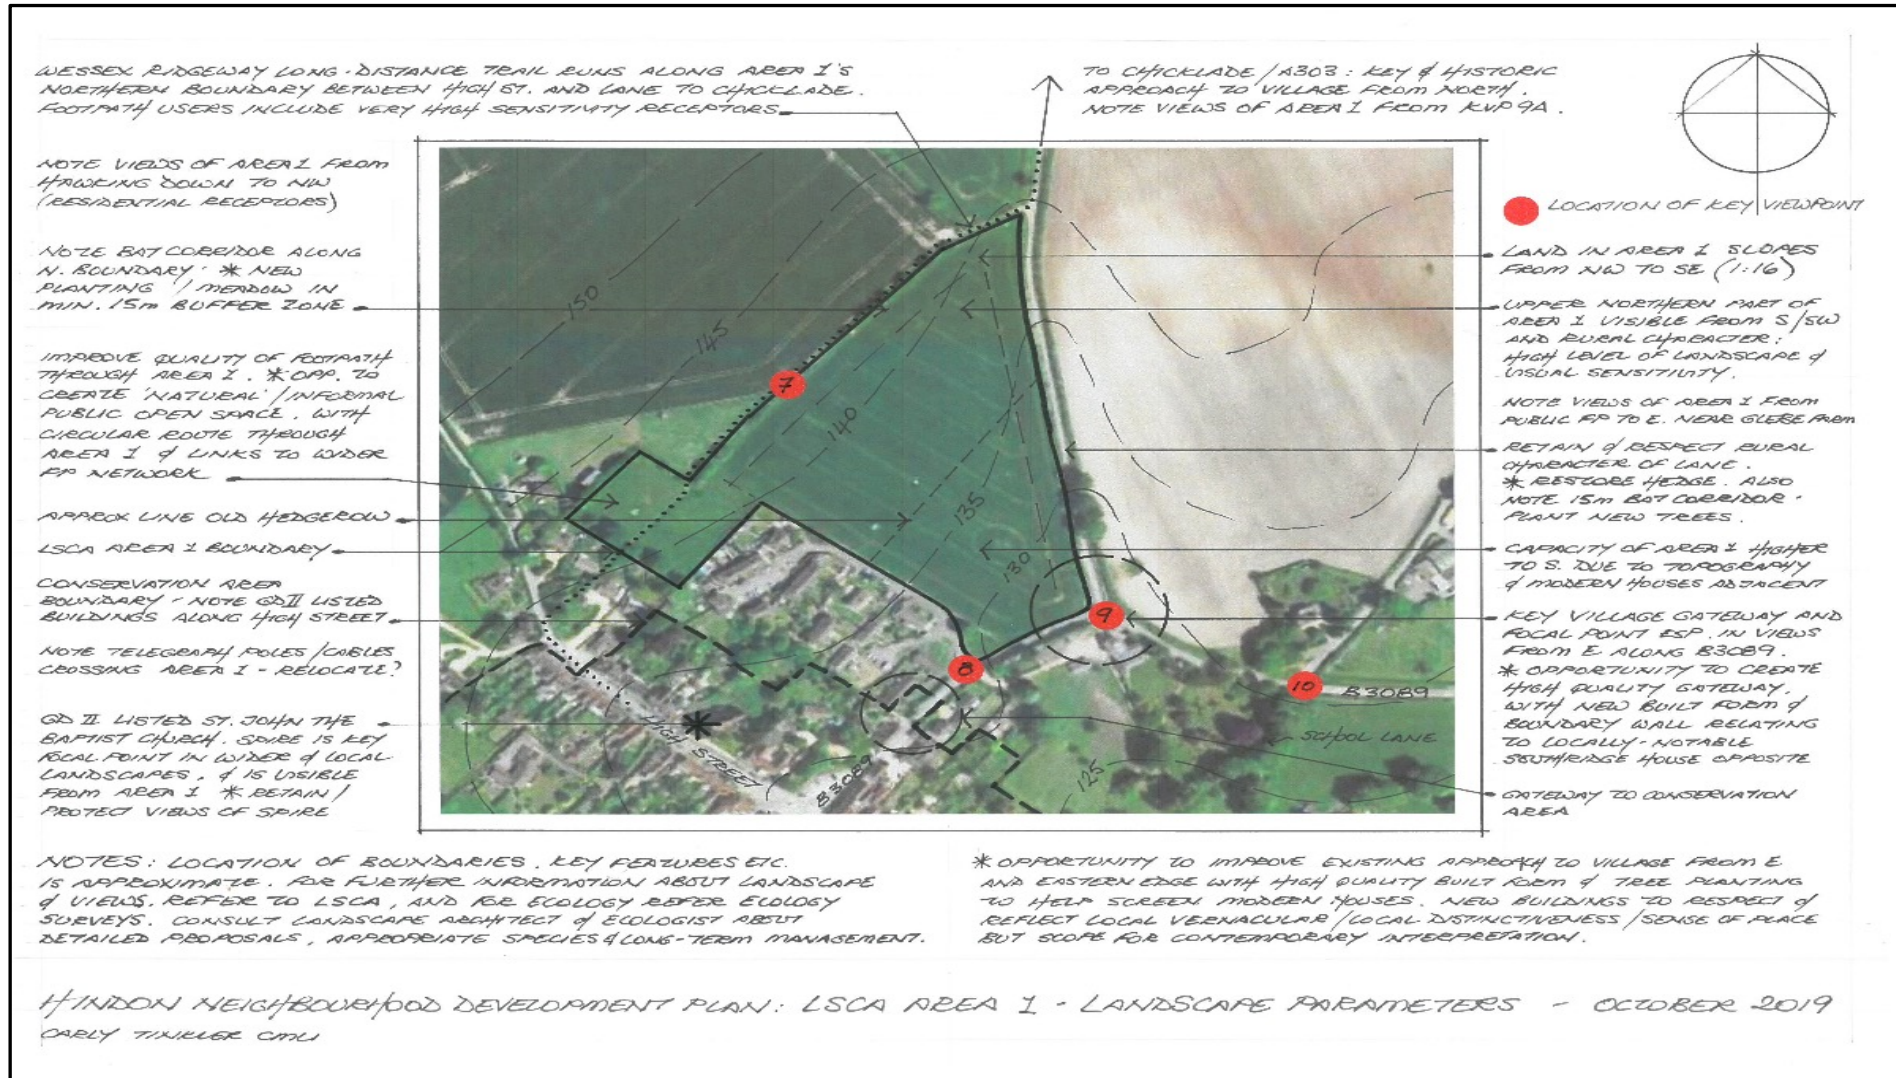 WESSEX RIDGEWAY LONG-DISTANCE TRAIL RUNS ALONG AREA 1'S
NORTHERN BOUNDARY BETWEEN HIGH ST. AND LANE TO CHICKLADE.
FOOTPATH USERS INCLUDE VERY HIGH SENSITIVITY RECEPTORS
NOTE VIEWS OF AREA 1 FROM
HAWKING DOWN TO NW
(RESIDENTIAL RECEPTORS)
NOTE BAT CORRIDOR ALONG
N. BOUNDARY · * NEW
PLANTING / MEADOW IN
MIN. 15m BUFFER ZONE
IMPROVE QUALITY OF FOOTPATH
THROUGH AREA 1. * OPP. TO
CREATE 'NATURAL' / INFORMAL
PUBLIC OPEN SPACE, WITH
CIRCULAR ROUTE THROUGH
AREA 1 & LINKS TO WIDER
FP NETWORK
APPROX LINE OLD HEDGEROW
LSCA AREA 1 BOUNDARY
CONSERVATION AREA
BOUNDARY - NOTE GD II LISTED
BUILDINGS ALONG HIGH STREET
NOTE TELEGRAPH POLES / CABLES
CROSSING AREA 1 - RELOCATE?
GD II LISTED ST. JOHN THE
BAPTIST CHURCH. SPIRE IS KEY
FOCAL POINT IN WIDER & LOCAL
LANDSCAPES, & IS VISIBLE
FROM AREA 1 * RETAIN /
PROTECT VIEWS OF SPIRE
TO CHICKLADE / A303 : KEY & HISTORIC
APPROACH TO VILLAGE FROM NORTH.
NOTE VIEWS OF AREA 1 FROM KVP 9A.
LOCATION OF KEY VIEWPOINT
LAND IN AREA 1 SLOPES
FROM NW TO SE (1:16)
UPPER NORTHERN PART OF
AREA 1 VISIBLE FROM S/SW
AND RURAL CHARACTER;
HIGH LEVEL OF LANDSCAPE &
VISUAL SENSITIVITY.
NOTE VIEWS OF AREA 1 FROM
PUBLIC FP TO E. NEAR GLEBE FARM
RETAIN & RESPECT RURAL
CHARACTER OF LANE.
* RESTORE HEDGE. ALSO
NOTE 15m BAT CORRIDOR ·
PLANT NEW TREES.
CAPACITY OF AREA 1 HIGHER
TO S. DUE TO TOPOGRAPHY
& MODERN HOUSES ADJACENT
KEY VILLAGE GATEWAY AND
FOCAL POINT ESP. IN VIEWS
FROM E ALONG B3089.
* OPPORTUNITY TO CREATE
HIGH QUALITY GATEWAY,
WITH NEW BUILT FORM &
BOUNDARY WALL RELATING
TO LOCALLY-NOTABLE
SOUTHRIDGE HOUSE OPPOSITE
GATEWAY TO CONSERVATION
AREA
150
145
140
135
130
125
7
8
9
10
B3089
SCHOOL LANE
HIGH STREET
B3089
NOTES: LOCATION OF BOUNDARIES, KEY FEATURES ETC.
IS APPROXIMATE. FOR FURTHER INFORMATION ABOUT LANDSCAPE
& VIEWS, REFER TO LSCA, AND FOR ECOLOGY REFER ECOLOGY
SURVEYS. CONSULT LANDSCAPE ARCHITECT & ECOLOGIST ABOUT
DETAILED PROPOSALS, APPROPRIATE SPECIES & LONG-TERM MANAGEMENT.
* OPPORTUNITY TO IMPROVE EXISTING APPROACH TO VILLAGE FROM E
AND EASTERN EDGE WITH HIGH QUALITY BUILT FORM & TREE PLANTING
TO HELP SCREEN MODERN HOUSES. NEW BUILDINGS TO RESPECT &
REFLECT LOCAL VERNACULAR / LOCAL DISTINCTIVENESS / SENSE OF PLACE
BUT SCOPE FOR CONTEMPORARY INTERPRETATION.
HINDON NEIGHBOURHOOD DEVELOPMENT PLAN: LSCA AREA 1 - LANDSCAPE PARAMETERS - OCTOBER 2019
CARLY TINKLER CMLI